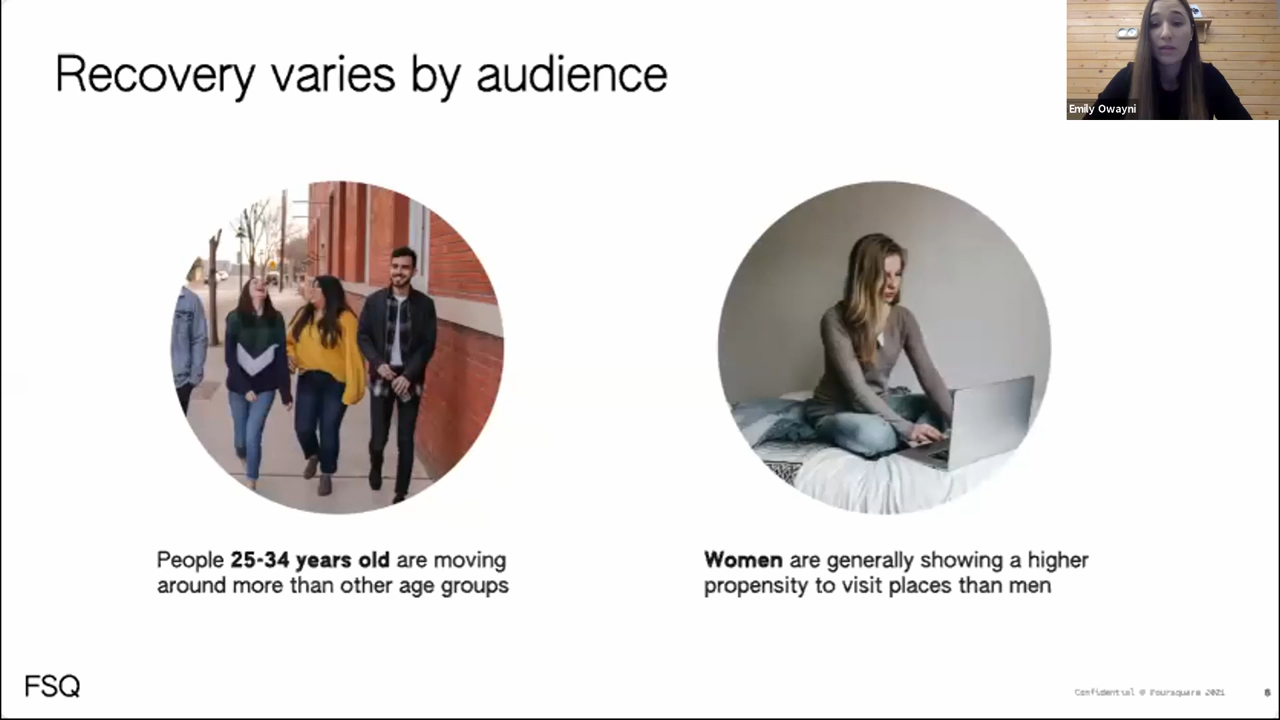 Recovery varies by audience
Emily Owayni
People 25-34 years old are moving
around more than other age groups
Women are generally showing a higher
propensity to visit places than men
FSQ
Confidential © Foursquare 2021
8